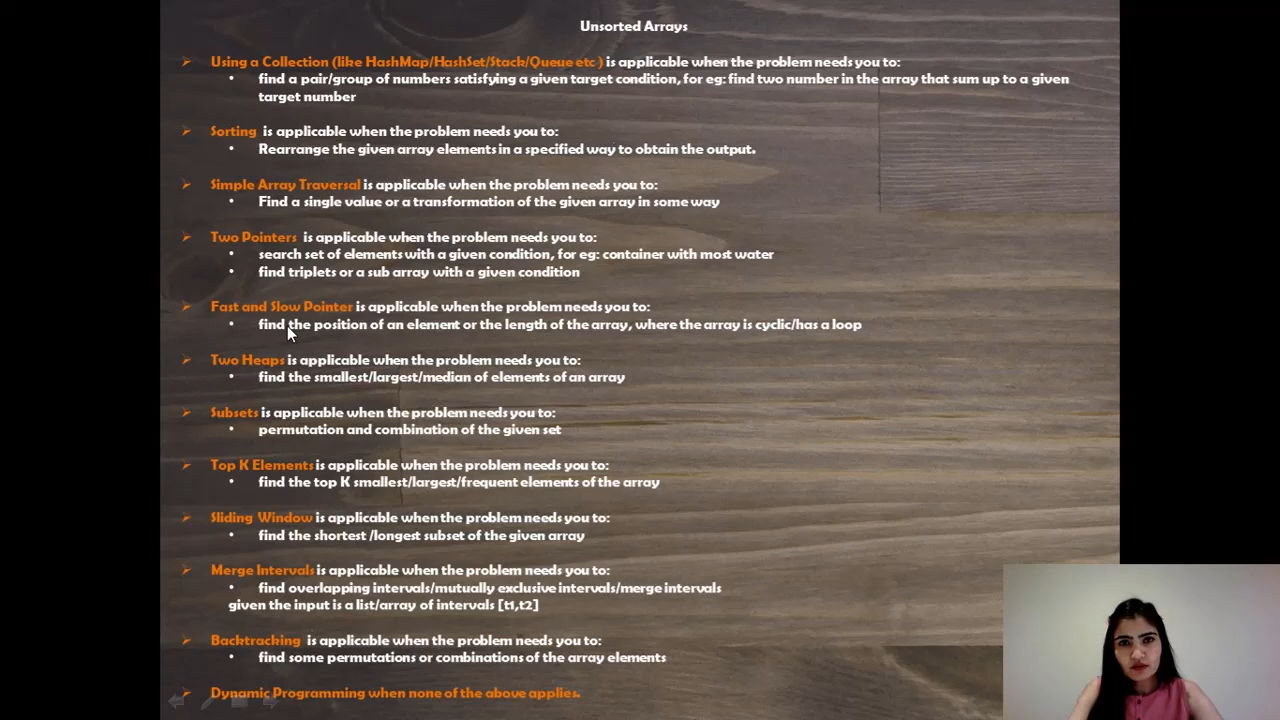 Unsorted Arrays
Using a Collection (like HashMap/HashSet/Stack/Queue etc ) is applicable when the problem needs you to:
find a pair/group of numbers satisfying a given target condition, for eg: find two number in the array that sum up to a given
target number
Sorting is applicable when the problem needs you to:
Rearrange the given array elements in a specified way to obtain the output.
Simple Array Traversal is applicable when the problem needs you to:
Find a single value or a transformation of the given array in some way
Two Pointers is applicable when the problem needs you to:
search set of elements with a given condition, for eg: container with most water
find triplets or a sub array with a given condition
Fast and Slow Pointer is applicable when the problem needs you to:
find the position of an element or the length of the array, where the array is cyclic/has a loop
Two Heaps is applicable when the problem needs you to:
find the smallest/largest/median of elements of an array
Subsets is applicable when the problem needs you to:
permutation and combination of the given set
Top K Elements is applicable when the problem needs you to:
find the top K smallest/largest/frequent elements of the array
Sliding Window is applicable when the problem needs you to:
find the shortest /longest subset of the given array
Merge Intervals is applicable when the problem needs you to:
find overlapping intervals/mutually exclusive intervals/merge intervals
given the input is a list/array of intervals [t1,t2]
Backtracking is applicable when the problem needs you to:
find some permutations or combinations of the array elements
Dynamic Programming when none of the above applies.